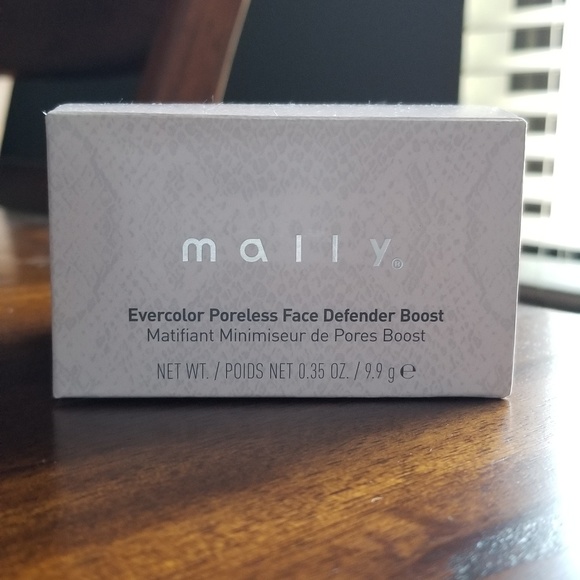 mally®
Evercolor Poreless Face Defender Boost
Matifiant Minimiseur de Pores Boost
NET WT. / POIDS NET 0.35 OZ. / 9.9 g ℮